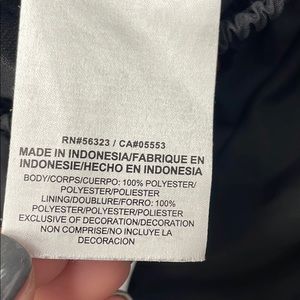 RN#56323 / CA#05553
MADE IN INDONESIA/FABRIQUE EN
INDONESIE/HECHO EN INDONESIA
BODY/CORPS/CUERPO: 100% POLYESTER/
POLYESTER/POLIESTER
LINING/DOUBLURE/FORRO: 100%
POLYESTER/POLYESTER/POLIESTER
EXCLUSIVE OF DECORATION/DECORATION
NON COMPRISE/NO INCLUYE LA
DECORACION